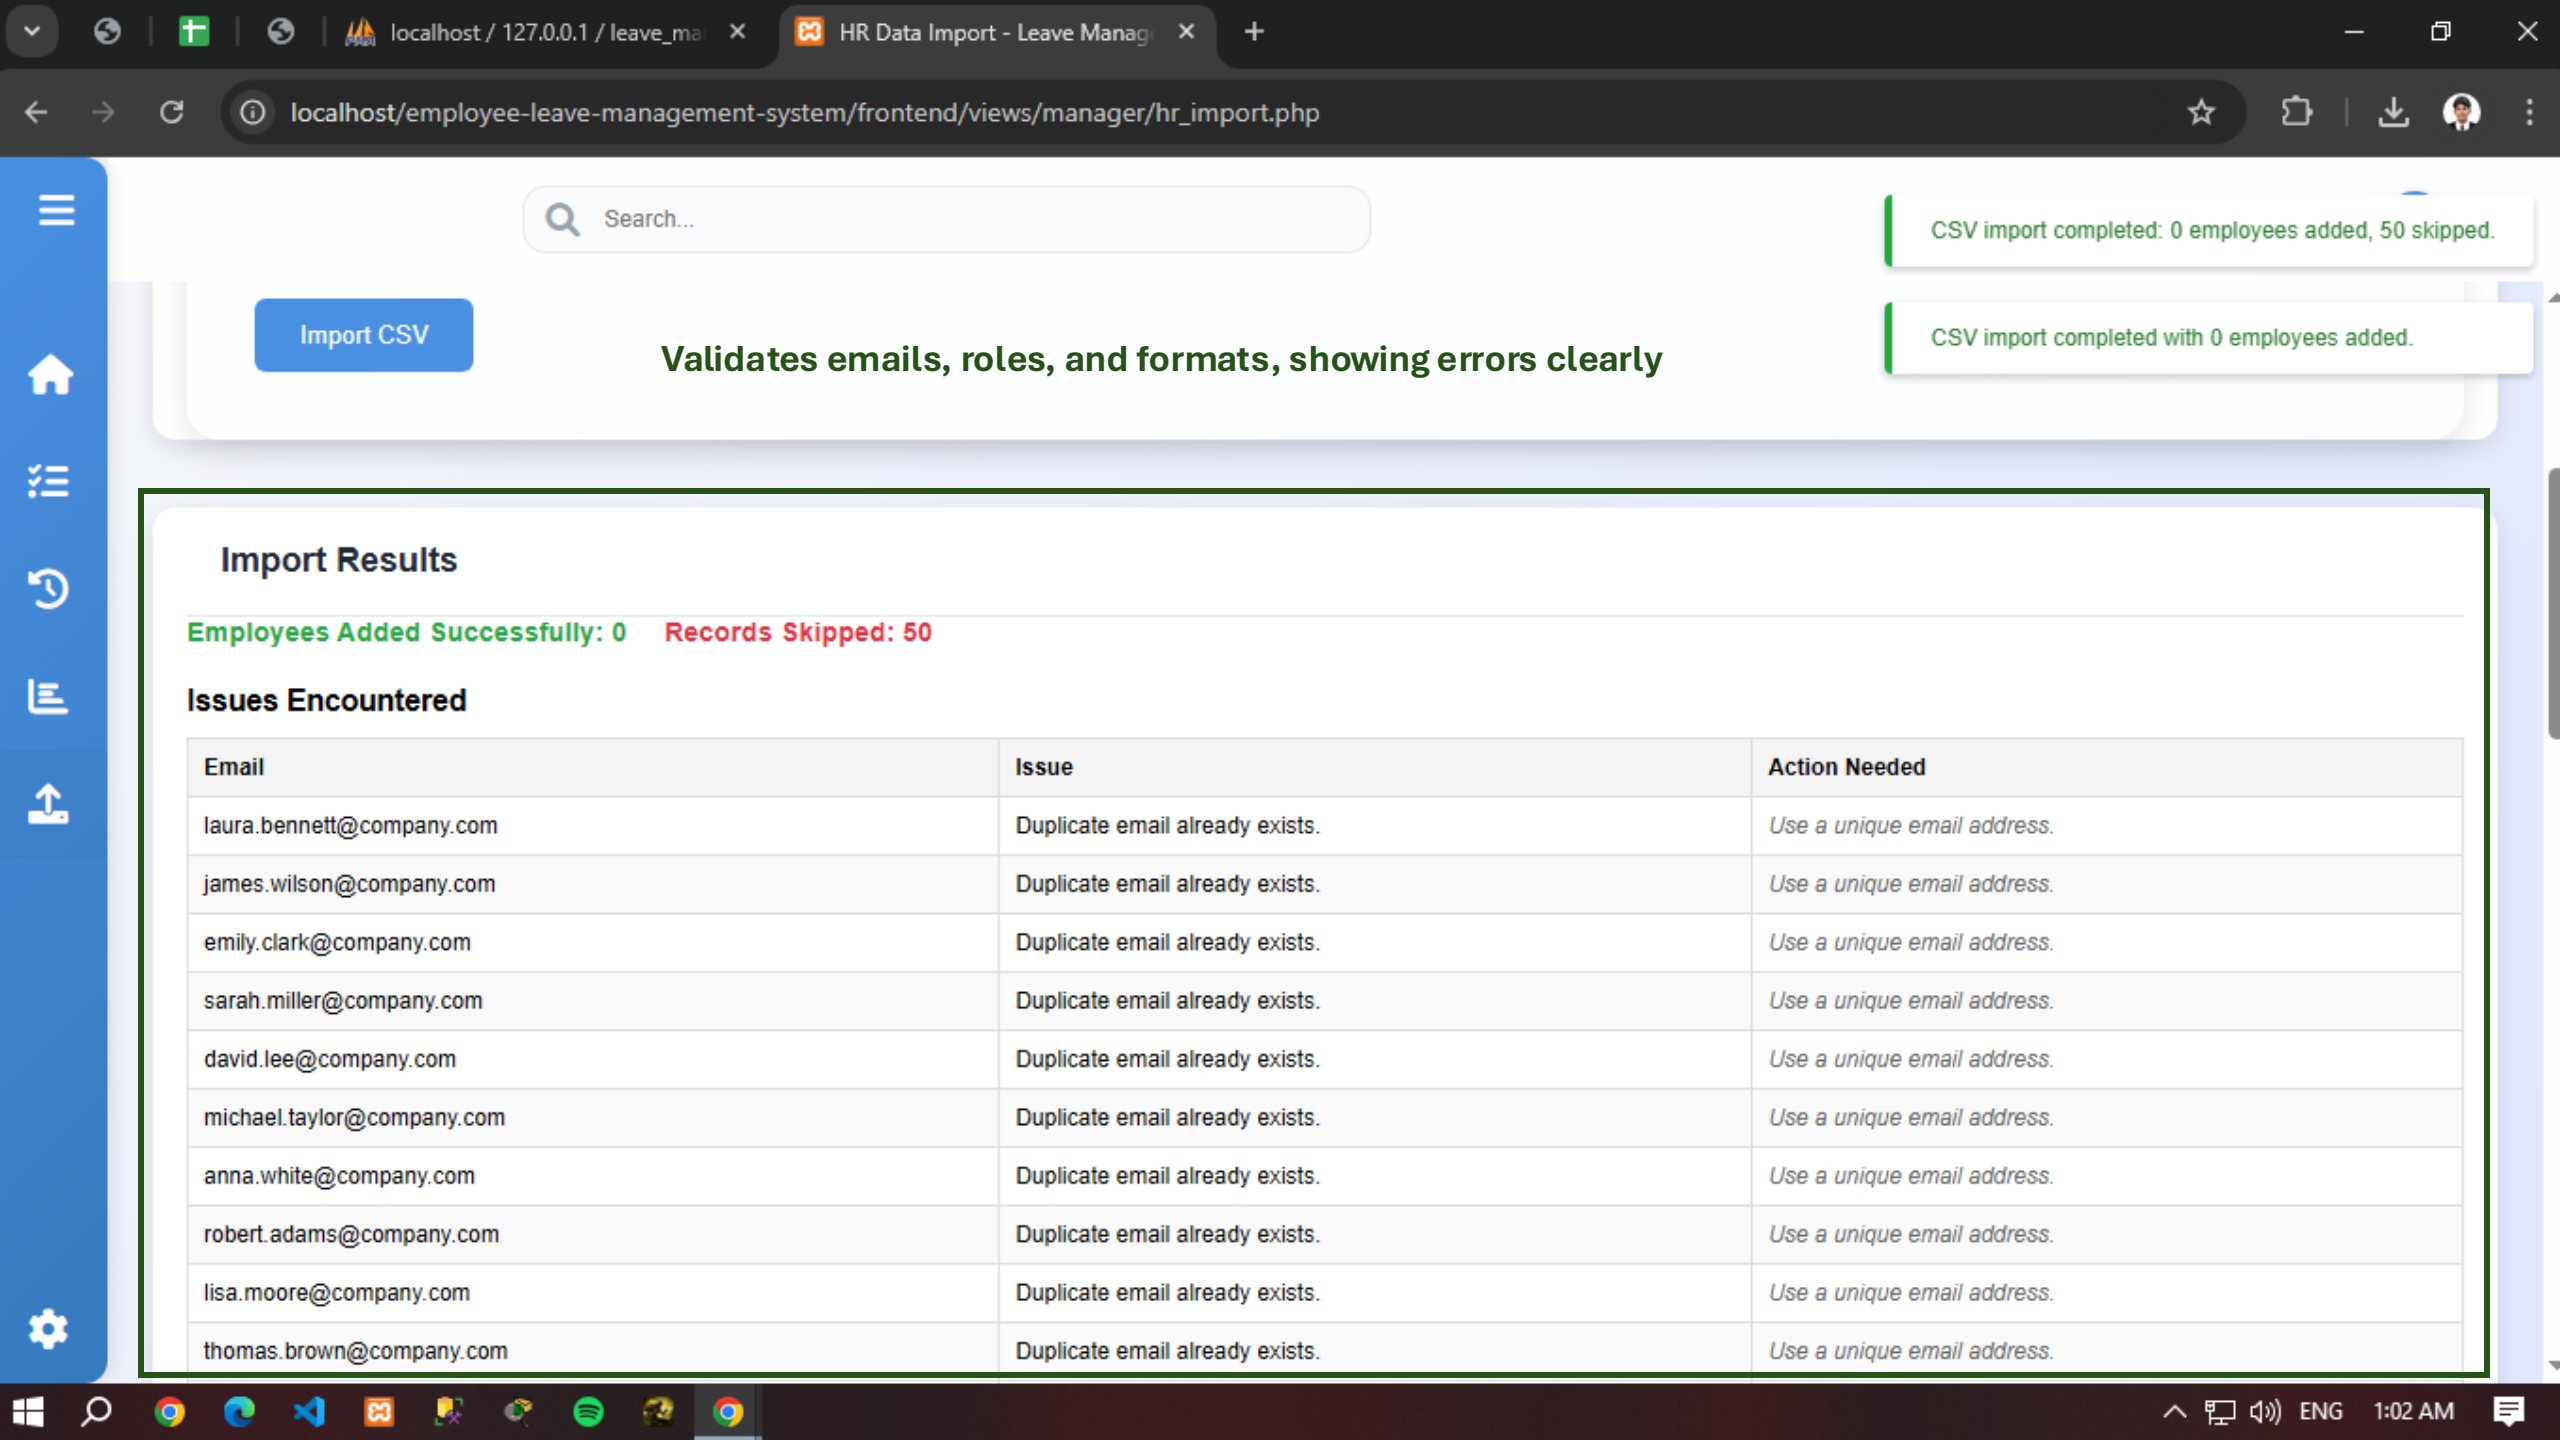 localhost / 127.0.0.1 / leave_ma
HR Data Import - Leave Manag
localhost/employee-leave-management-system/frontend/views/manager/hr_import.php
Search...
CSV import completed: 0 employees added, 50 skipped.
CSV import completed with 0 employees added.
Import CSV
Validates emails, roles, and formats, showing errors clearly
Import Results
Employees Added Successfully: 0 Records Skipped: 50
Issues Encountered
Email Issue Action Needed
laura.bennett@company.com Duplicate email already exists. Use a unique email address.
james.wilson@company.com Duplicate email already exists. Use a unique email address.
emily.clark@company.com Duplicate email already exists. Use a unique email address.
sarah.miller@company.com Duplicate email already exists. Use a unique email address.
david.lee@company.com Duplicate email already exists. Use a unique email address.
michael.taylor@company.com Duplicate email already exists. Use a unique email address.
anna.white@company.com Duplicate email already exists. Use a unique email address.
robert.adams@company.com Duplicate email already exists. Use a unique email address.
lisa.moore@company.com Duplicate email already exists. Use a unique email address.
thomas.brown@company.com Duplicate email already exists. Use a unique email address.
ENG 1:02 AM